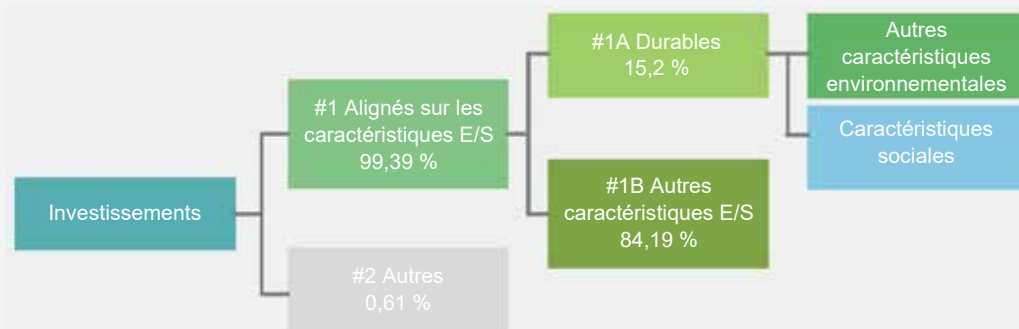 Investissements
#1 Alignés sur les
caractéristiques E/S
99,39 %
#2 Autres
0,61 %
#1A Durables
15,2 %
#1B Autres
caractéristiques E/S
84,19 %
Autres
caractéristiques
environnementales
Caractéristiques
sociales